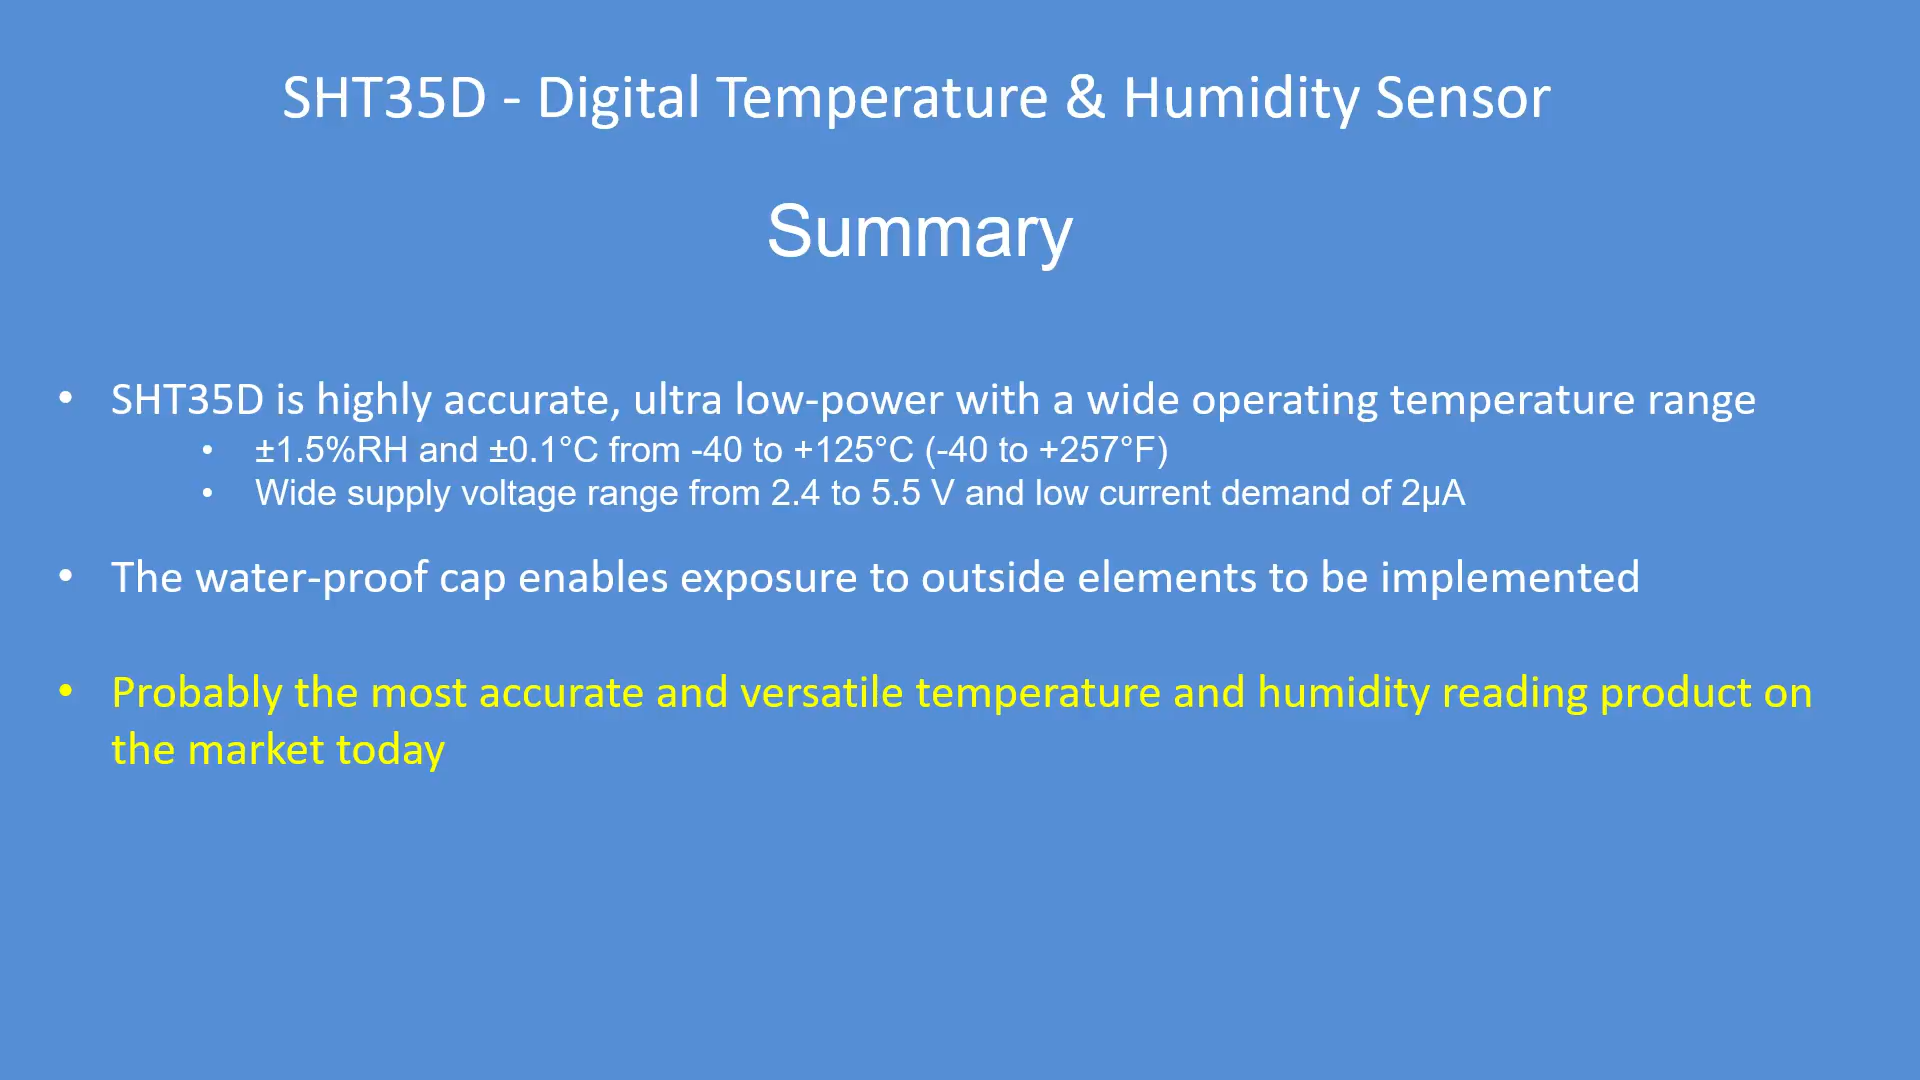 SHT35D - Digital Temperature & Humidity Sensor
Summary
• SHT35D is highly accurate, ultra low-power with a wide operating temperature range
• ±1.5%RH and ±0.1°C from -40 to +125°C (-40 to +257°F)
• Wide supply voltage range from 2.4 to 5.5 V and low current demand of 2µA
• The water-proof cap enables exposure to outside elements to be implemented
• Probably the most accurate and versatile temperature and humidity reading product on
the market today